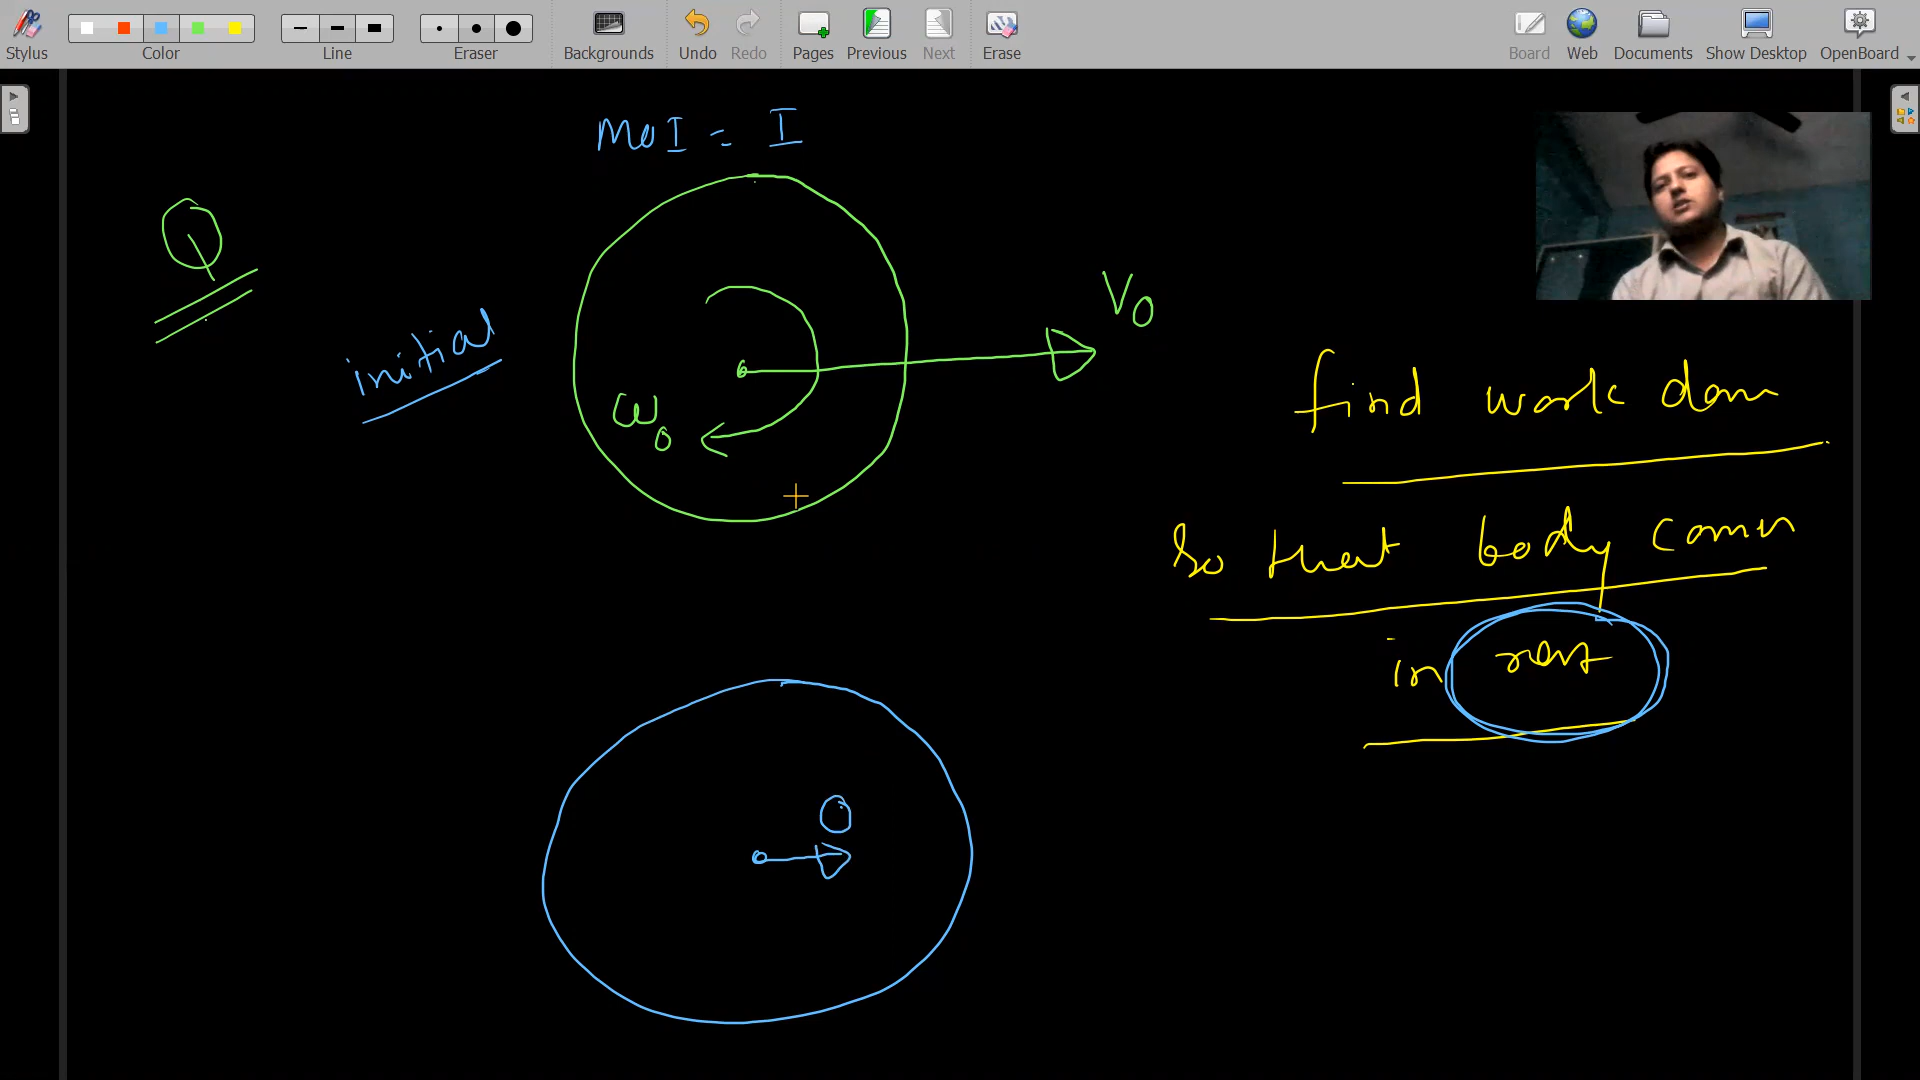 Stylus
Color
Line
Eraser
Backgrounds
Undo
Redo
Pages
Previous
Next
Erase
Board
Web
Documents
Show Desktop
OpenBoard
MOI = I
Q
initial
V0
ω0
find work done
So that body comes
in rest
0